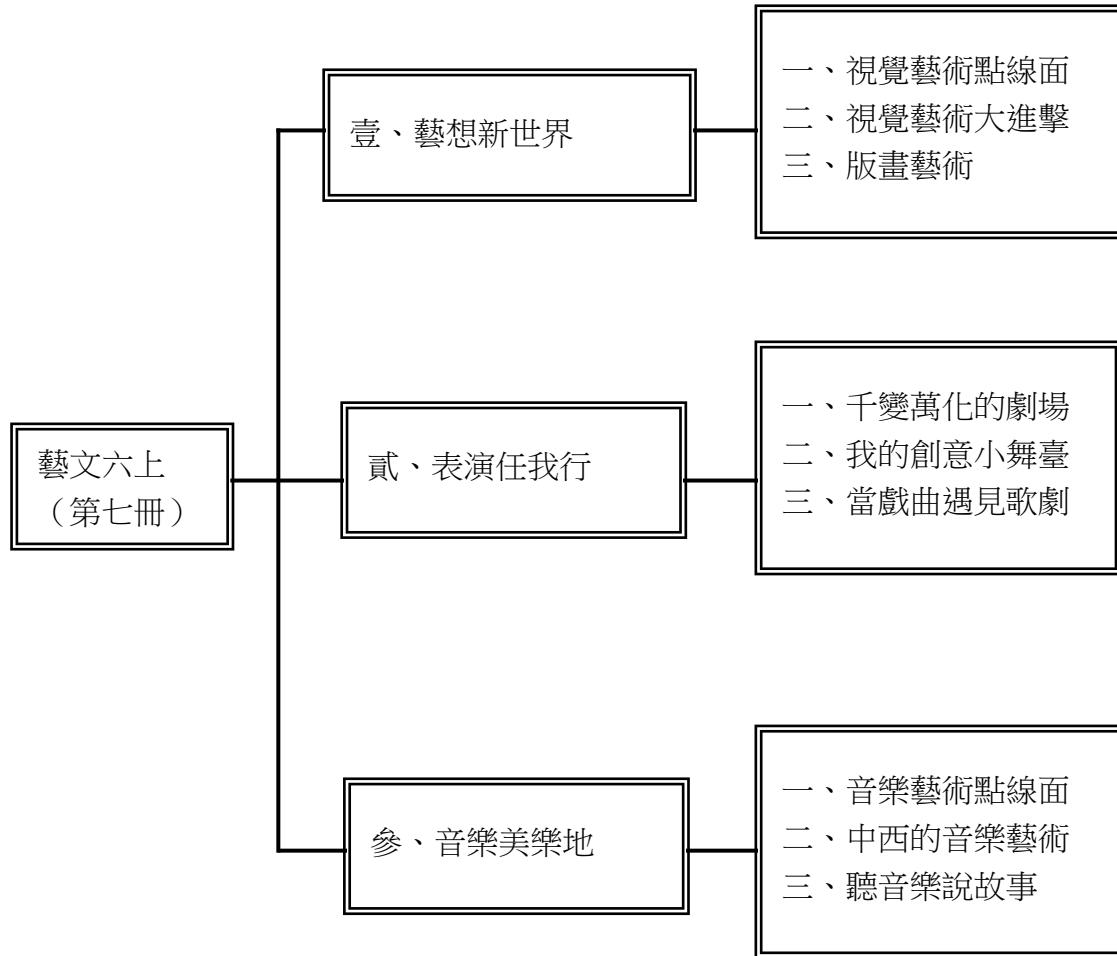 藝文六上
（第七冊）
壹、藝想新世界
一、視覺藝術點線面
二、視覺藝術大進擊
三、版畫藝術
貳、表演任我行
一、千變萬化的劇場
二、我的創意小舞臺
三、當戲曲遇見歌劇
參、音樂美樂地
一、音樂藝術點線面
二、中西的音樂藝術
三、聽音樂說故事